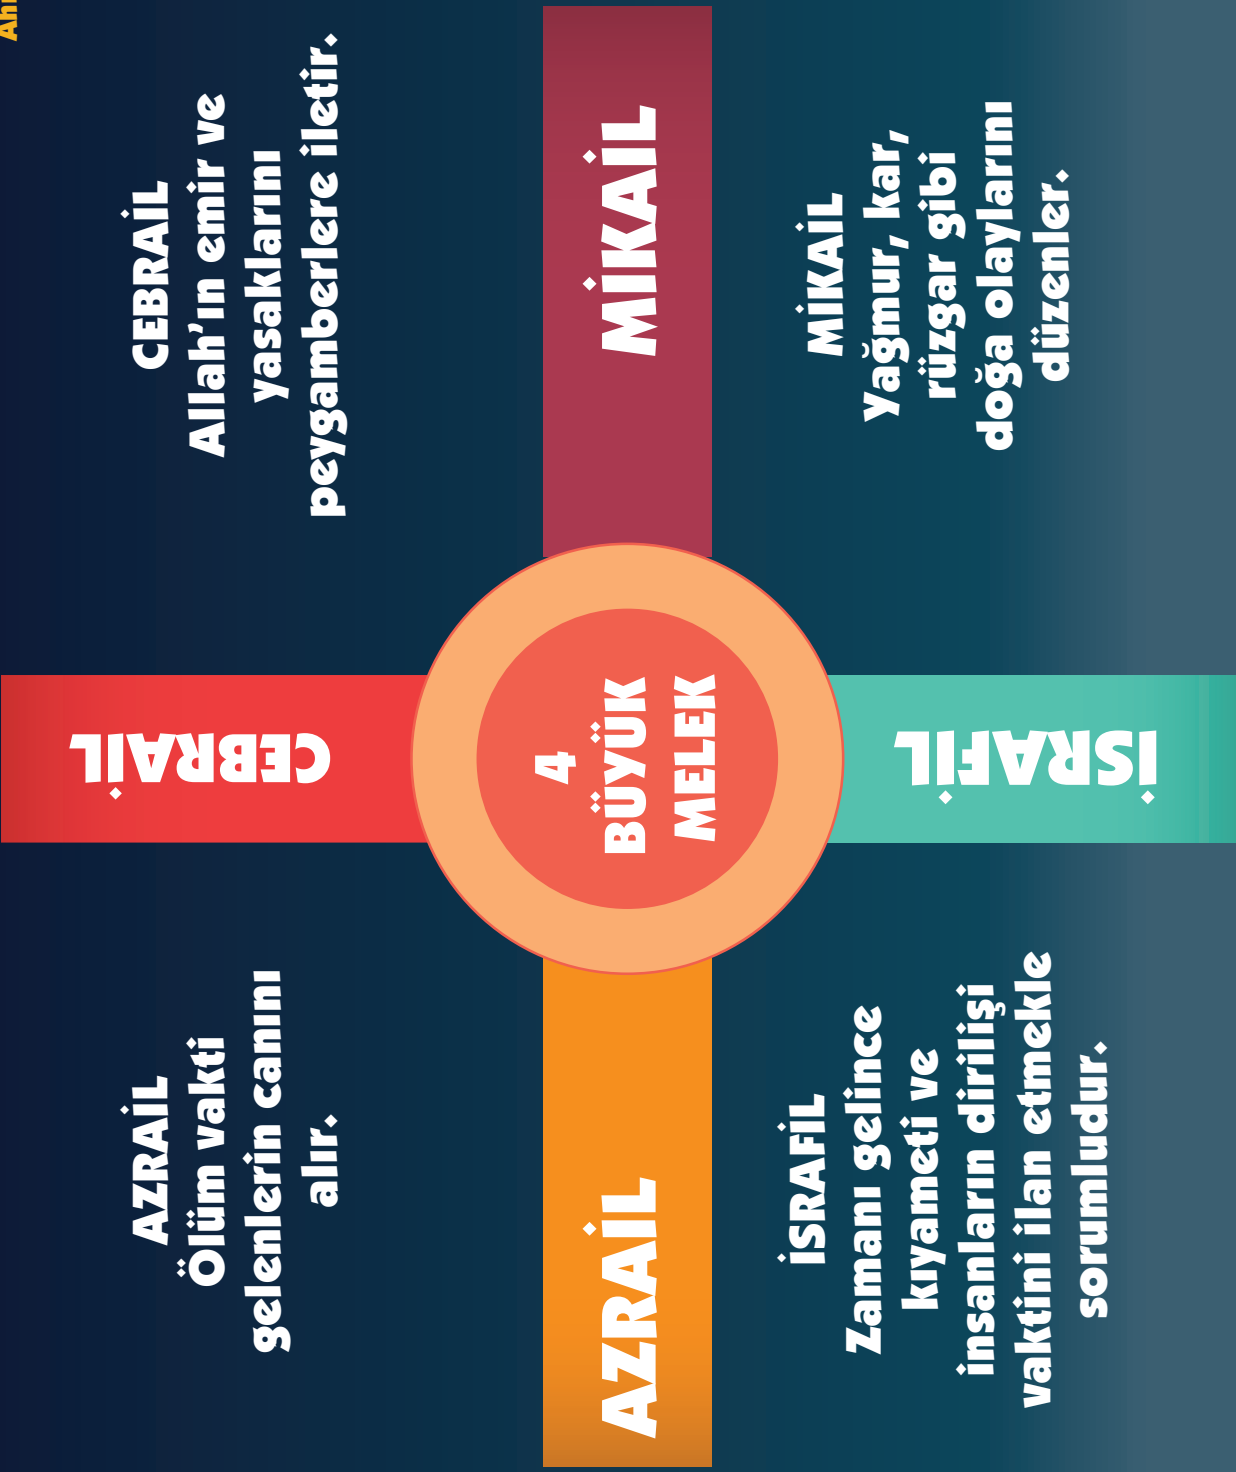 AZRAİL
Ölüm vakti
gelenlerin canını
alır.
CEBRAİL
CEBRAİL
Allah'ın emir ve
yasaklarını
peygamberlere iletir.
AZRAİL
4
BÜYÜK
MELEK
MİKAİL
İSRAFİL
Zamanı gelince
kıyameti ve
insanların dirilişi
vaktini ilan etmekle
sorumludur.
İSRAFİL
MİKAİL
yağmur, kar,
rüzgar gibi
doğa olaylarını
düzenler.